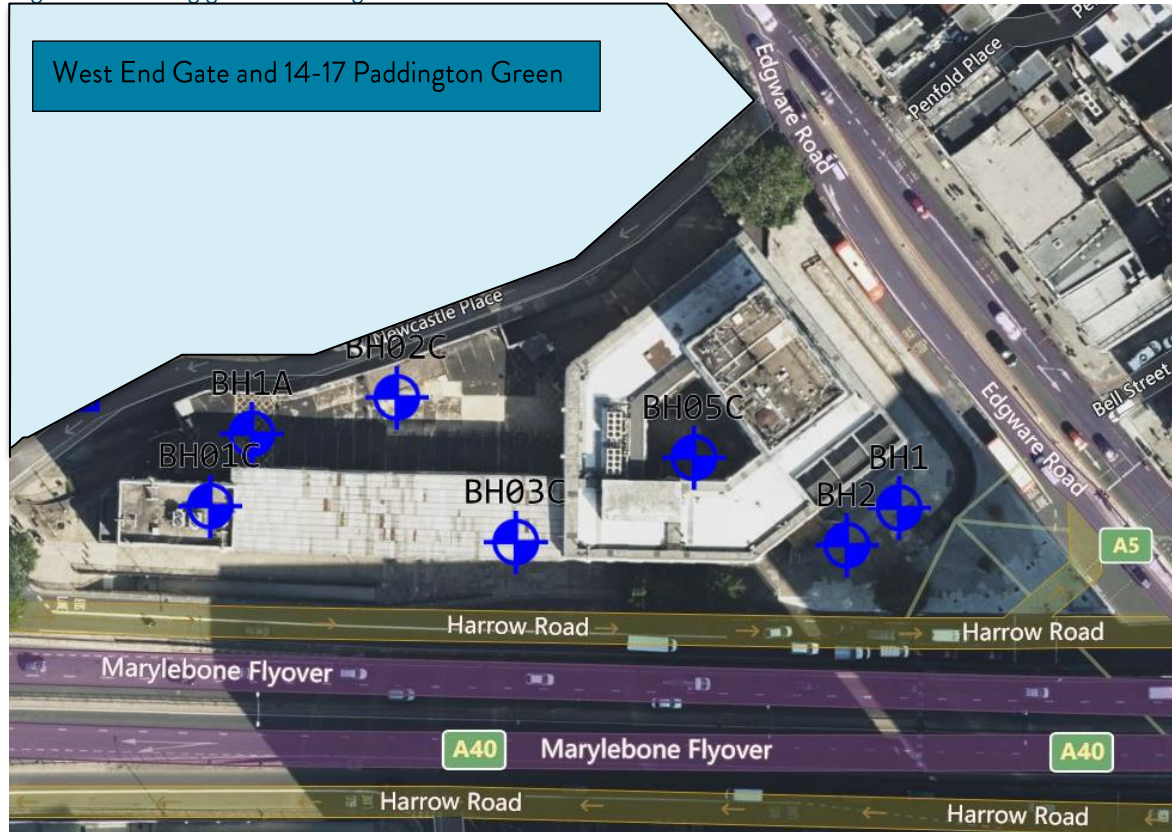 West End Gate and 14-17 Paddington Green
Edgware Road
Penfold Place
Newcastle Place
BH02C
BH1A
BH05C
Bell Street
Edgware Road
BH01C
BH1
BH03C
BH2
A5
Harrow Road
Harrow Road
Marylebone Flyover
A40
Marylebone Flyover
A40
Harrow Road
Harrow Road